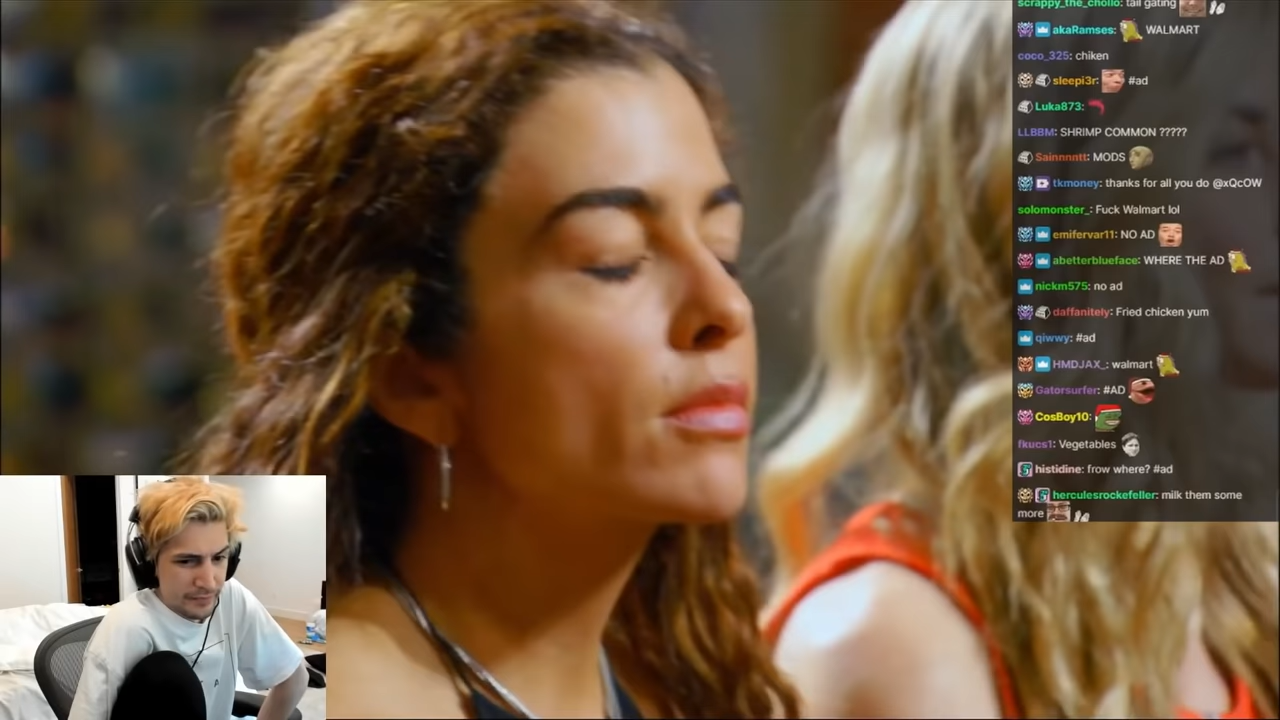 scrappy_the_chollo: tail gating
akaRamses: WALMART
coco_325: chiken
sleepi3r: #ad
Luka873:
LLBBM: SHRIMP COMMON ?????
Sainnnntt: MODS
tkmoney: thanks for all you do @xQcOW
solomonster_: Fuck Walmart lol
emifervar11: NO AD
abetterblueface: WHERE THE AD
nickm575: no ad
daffanitely: Fried chicken yum
qiwwy: #ad
HMDJAX_: walmart
Gatorsurfer: #AD
CosBoy10:
fkucs1: Vegetables
histidine: frow where? #ad
herculesrockefeller: milk them some
more